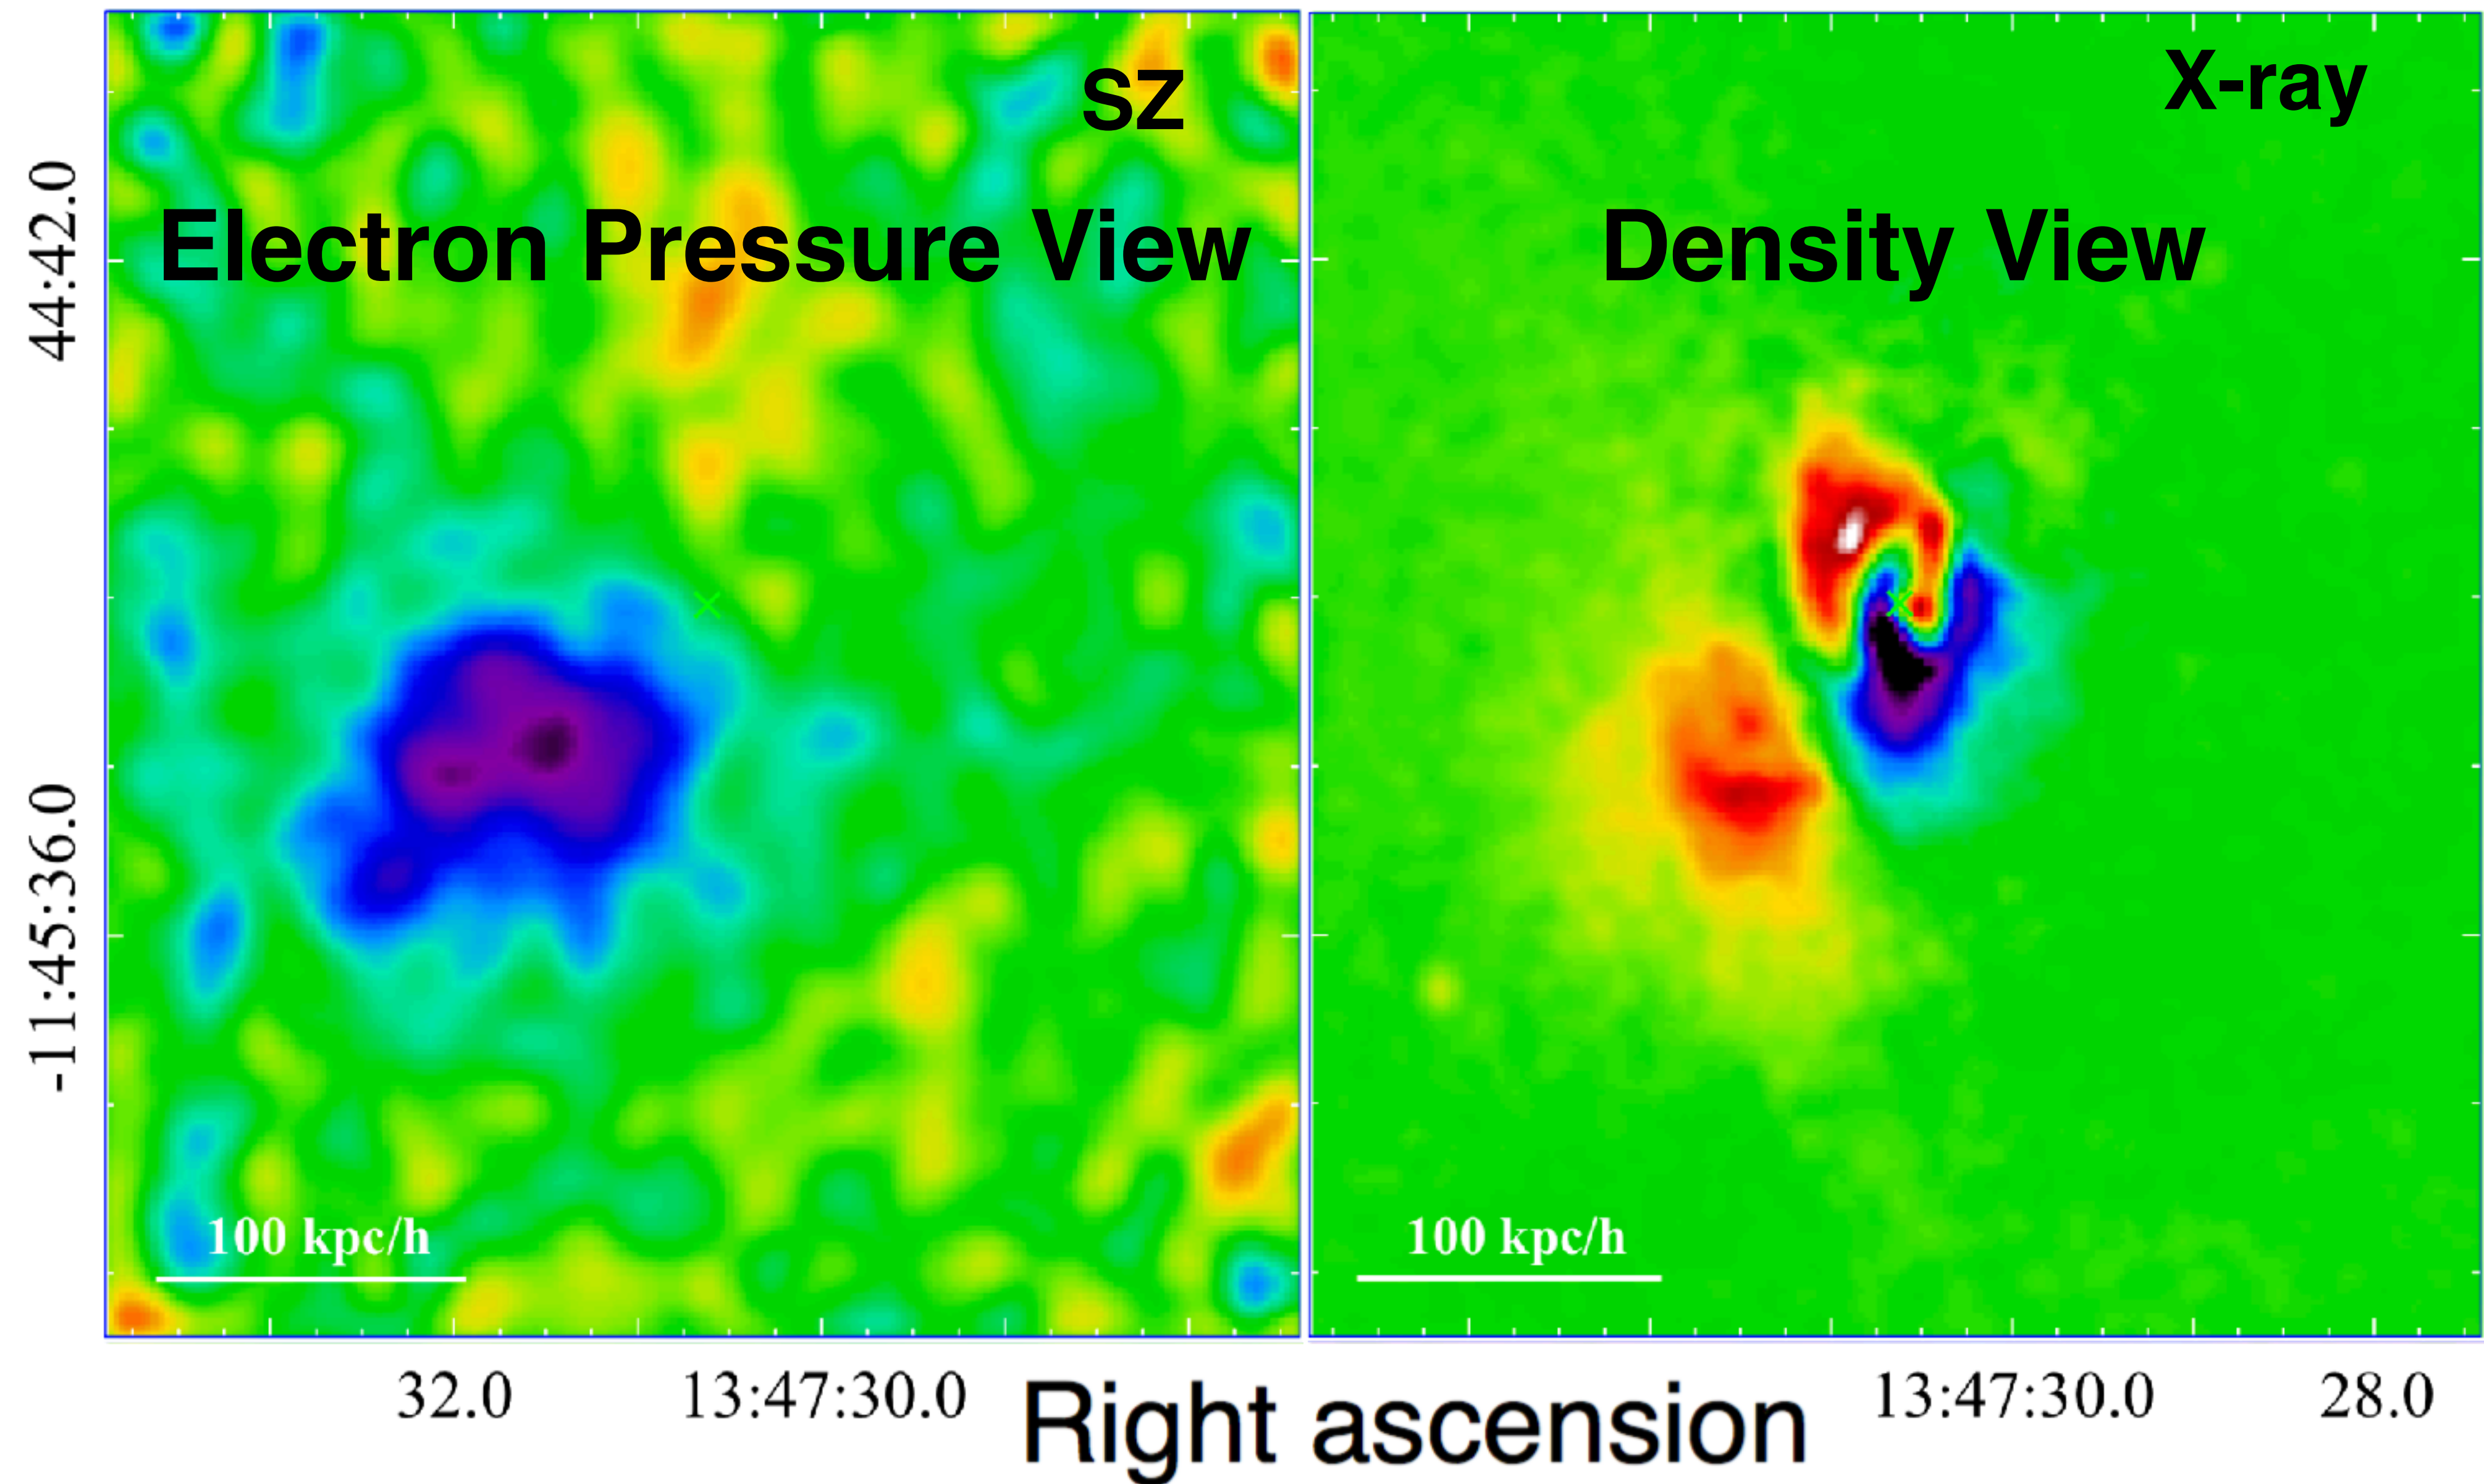 SZ
X-ray
Electron Pressure View
Density View
44:42.0
-11:45:36.0
100 kpc/h
100 kpc/h
32.0
13:47:30.0
13:47:30.0
28.0
Right ascension